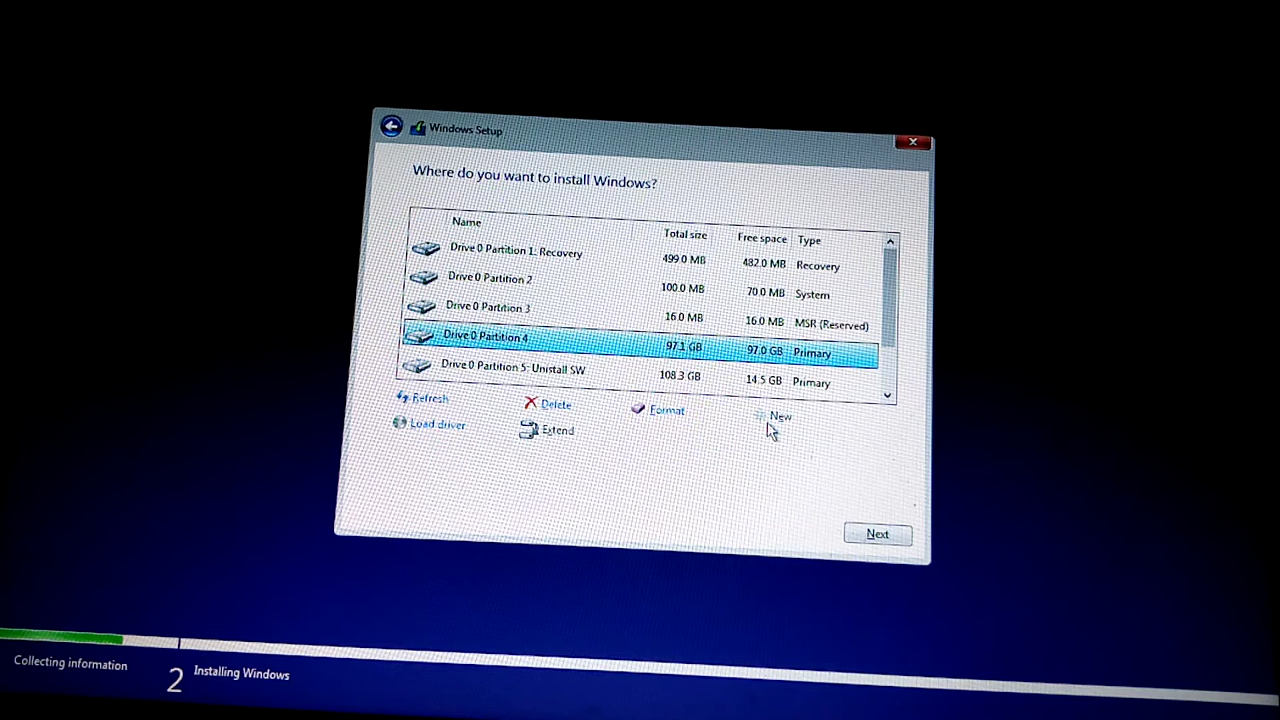 Windows Setup
Where do you want to install Windows?
Name Total size Free space Type
Drive 0 Partition 1: Recovery 499.0 MB 482.0 MB Recovery
Drive 0 Partition 2 100.0 MB 70.0 MB System
Drive 0 Partition 3 16.0 MB 16.0 MB MSR (Reserved)
Drive 0 Partition 4 97.1 GB 97.0 GB Primary
Drive 0 Partition 5: Unistall SW 108.3 GB 14.5 GB Primary
Refresh Delete Format New
Load driver Extend
Next
Collecting information 2 Installing Windows